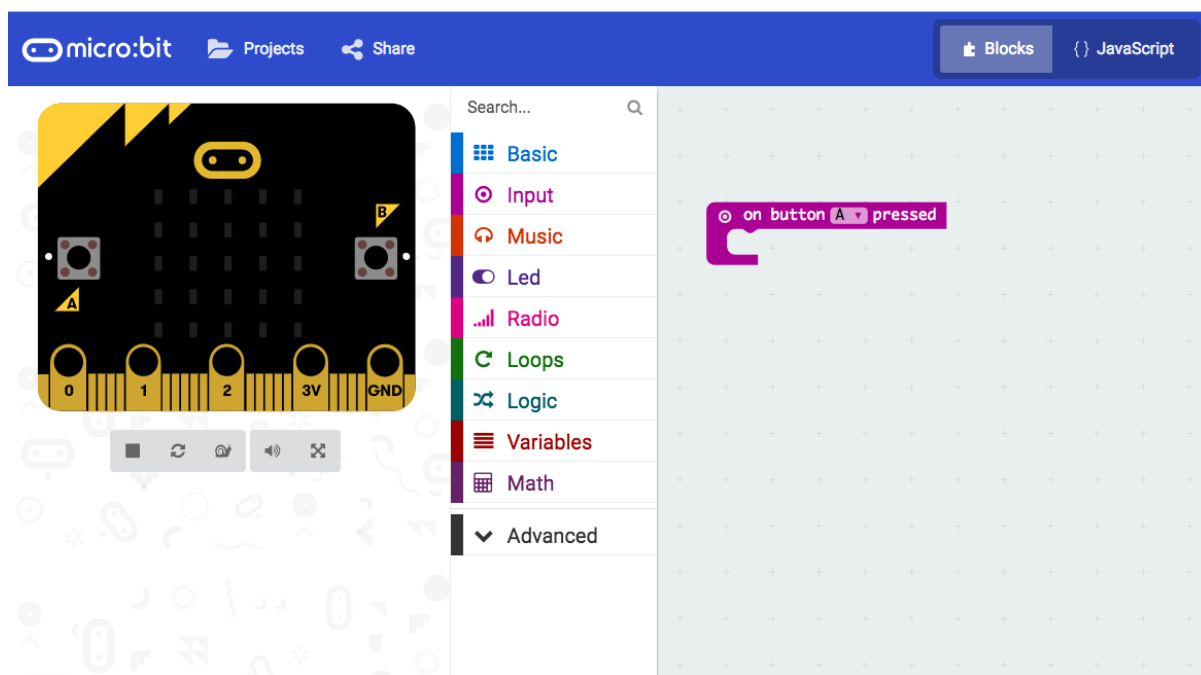 micro:bit Projects Share Blocks { } JavaScript
Search...
Basic
Input
Music
Led
Radio
Loops
Logic
Variables
Math
Advanced
B
A
0 1 2 3V GND
on button A pressed